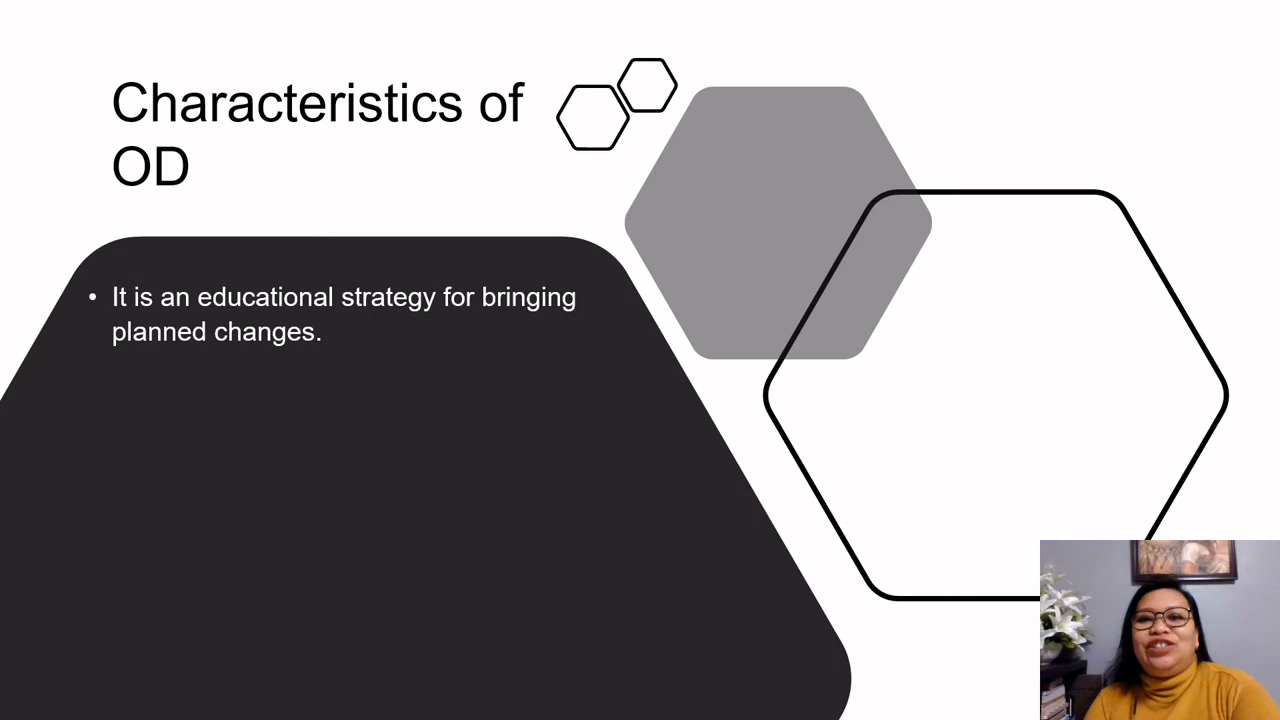 Characteristics of
OD
• It is an educational strategy for bringing
planned changes.